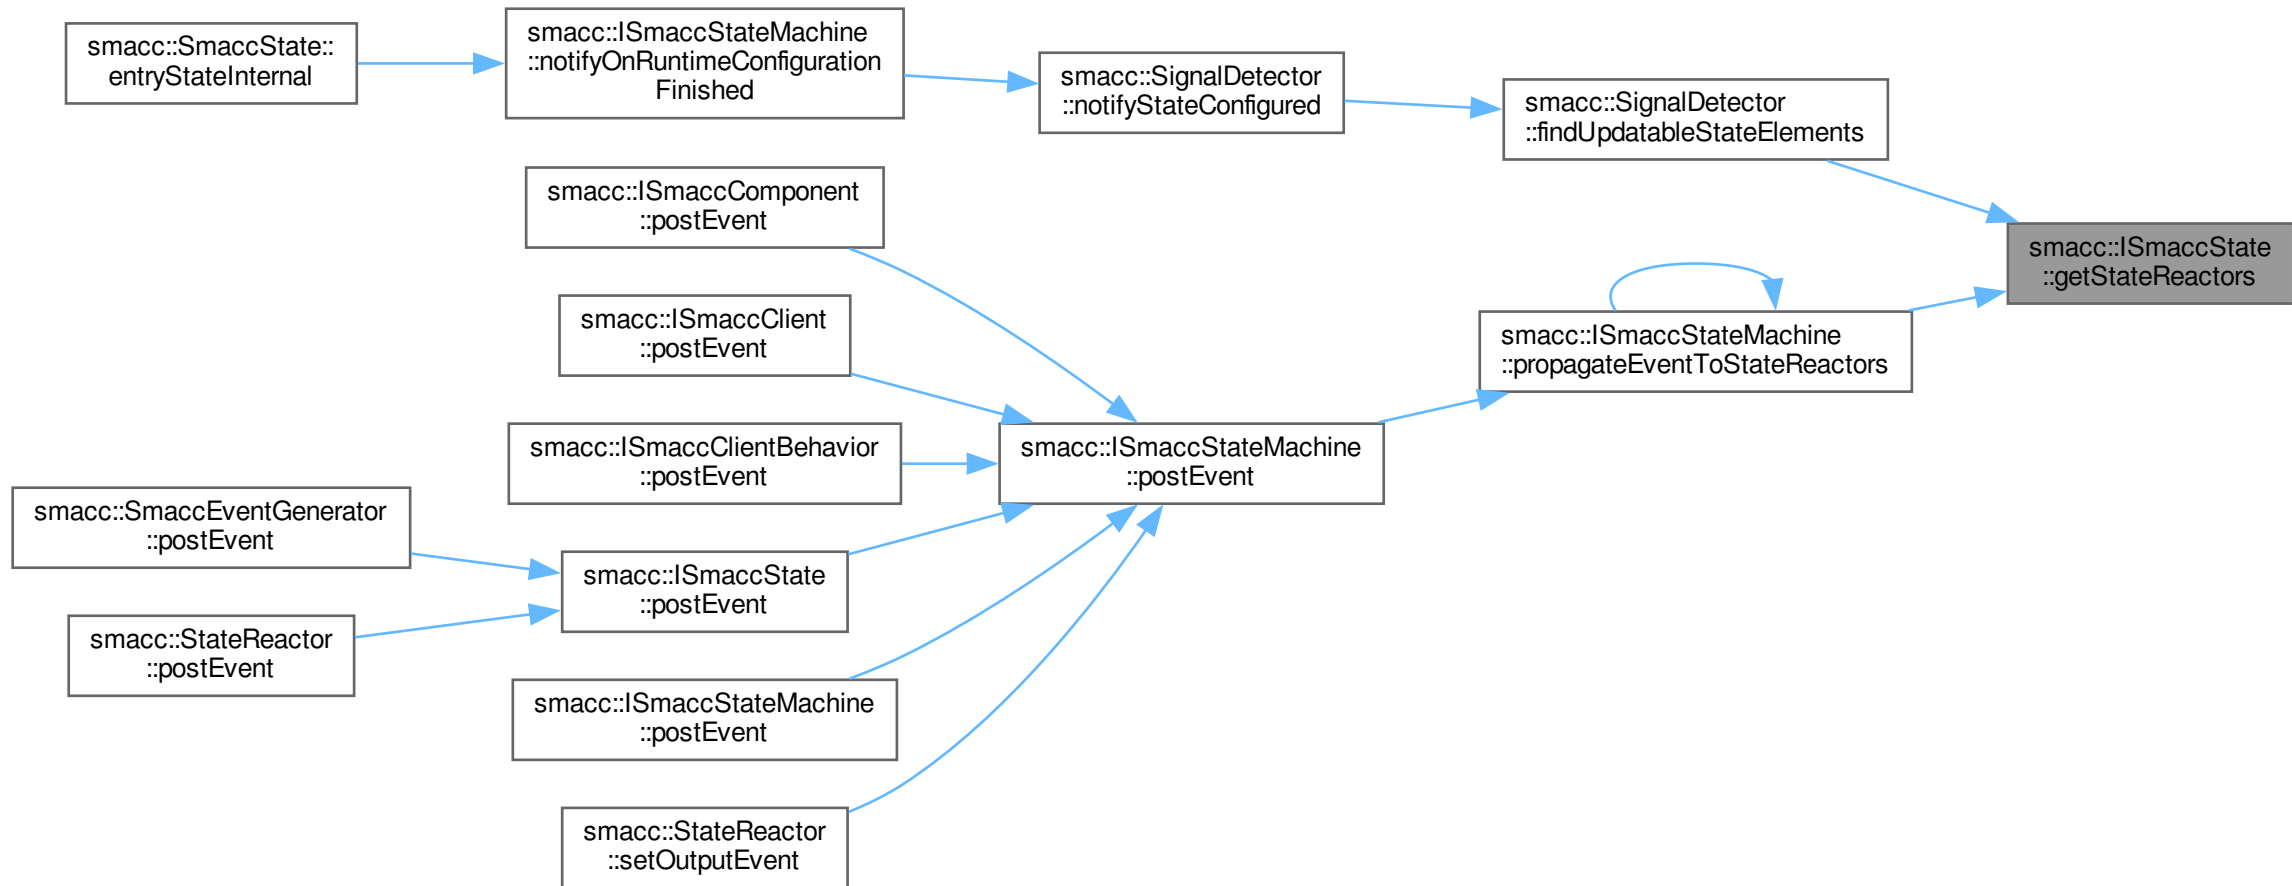 smacc::SmaccState::
entryStateInternal
smacc::ISmaccStateMachine
::notifyOnRuntimeConfiguration
Finished
smacc::SignalDetector
::notifyStateConfigured
smacc::SignalDetector
::findUpdatableStateElements
smacc::ISmaccState
::getStateReactors
smacc::ISmaccComponent
::postEvent
smacc::ISmaccClient
::postEvent
smacc::ISmaccStateMachine
::propagateEventToStateReactors
smacc::ISmaccClientBehavior
::postEvent
smacc::ISmaccStateMachine
::postEvent
smacc::SmaccEventGenerator
::postEvent
smacc::ISmaccState
::postEvent
smacc::StateReactor
::postEvent
smacc::ISmaccStateMachine
::postEvent
smacc::StateReactor
::setOutputEvent